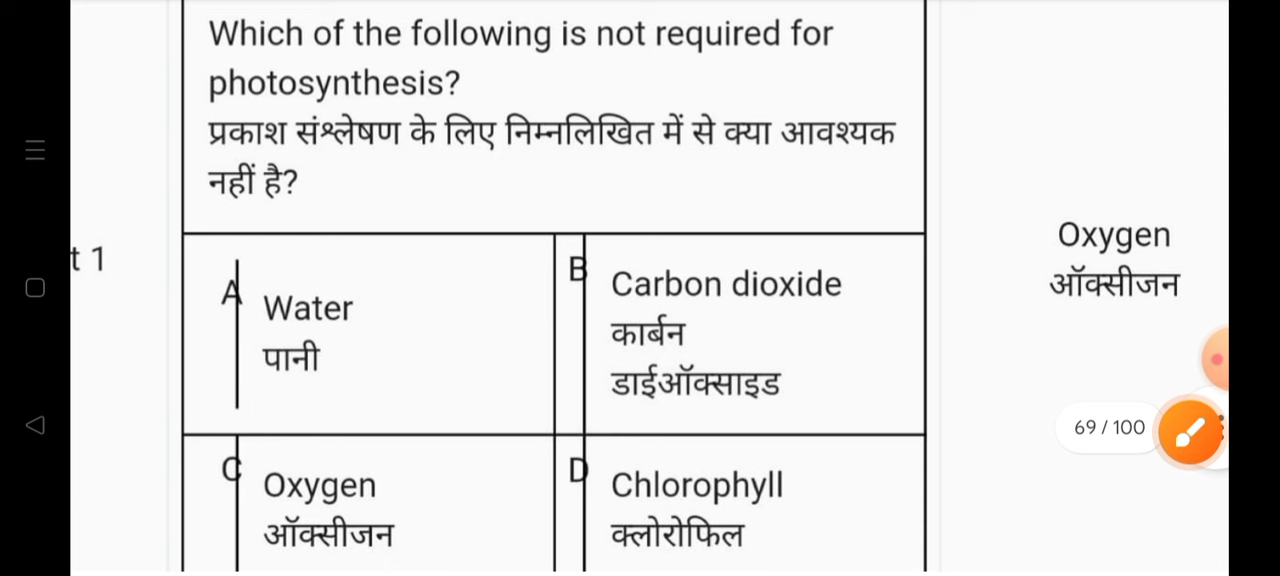 Which of the following is not required for
photosynthesis?
प्रकाश संश्लेषण के लिए निम्नलिखित में से क्या आवश्यक
नहीं है?
t 1
A
Water
पानी
B
Carbon dioxide
कार्बन
डाईऑक्साइड
Oxygen
ऑक्सीजन
C
Oxygen
ऑक्सीजन
D
Chlorophyll
क्लोरोफिल
69 / 100